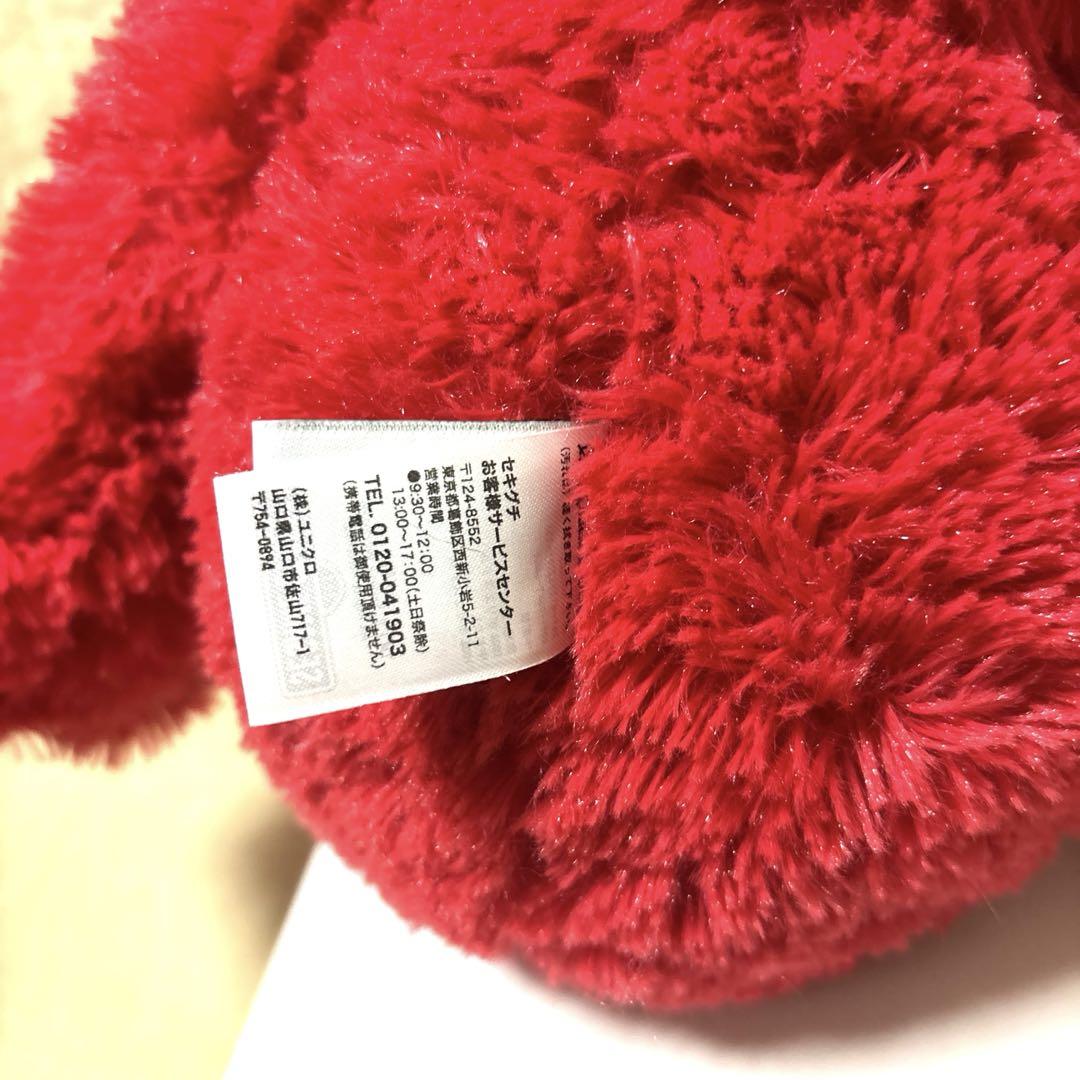 (汚れは
セキグチ
お客様サービスセンター
〒124-8552
東京都葛飾区西新小岩5-2-11
営業時間
●9:30～12:00
13:00～17:00(土日祭除)
TEL. 0120-041903
(携帯電話は御使用頂けません)
(株)ユニクロ
山口県山口市佐山717-1
〒754-0894